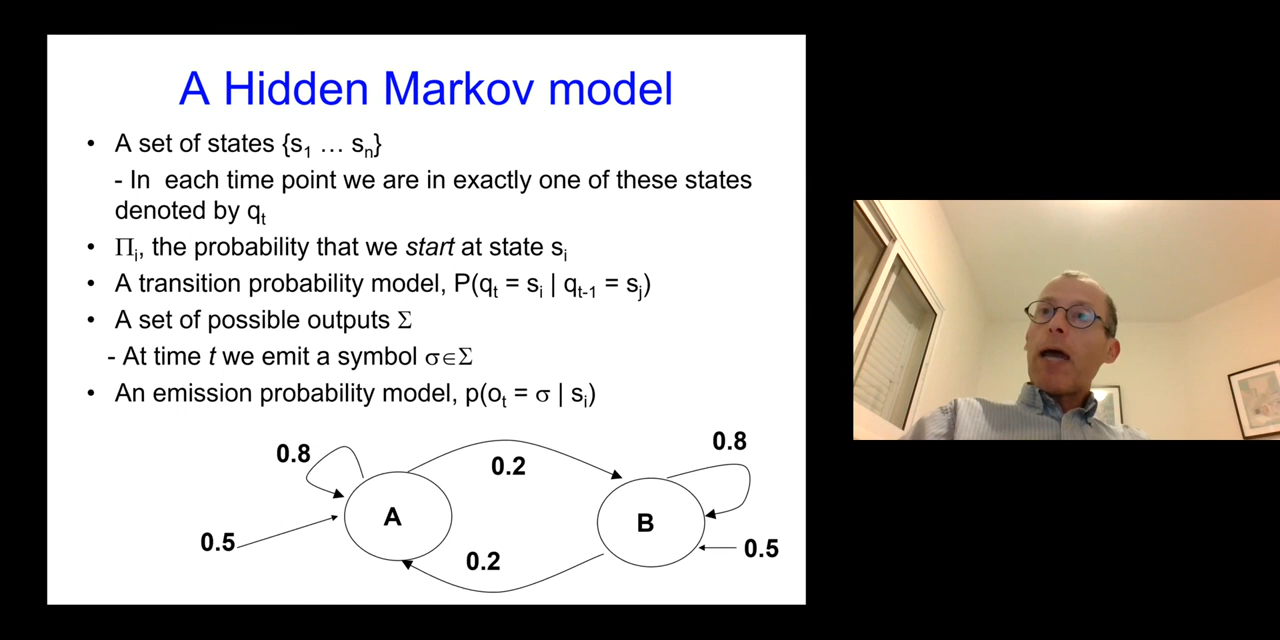 A Hidden Markov model
• A set of states {s₁ … sₙ}
- In each time point we are in exactly one of these states
denoted by qₜ
• Πᵢ, the probability that we start at state sᵢ
• A transition probability model, P(qₜ = sᵢ | qₜ₋₁ = sⱼ)
• A set of possible outputs Σ
- At time t we emit a symbol σ∈Σ
• An emission probability model, p(oₜ = σ | sᵢ)
0.8
0.2
0.8
A
B
0.5
0.2
0.5